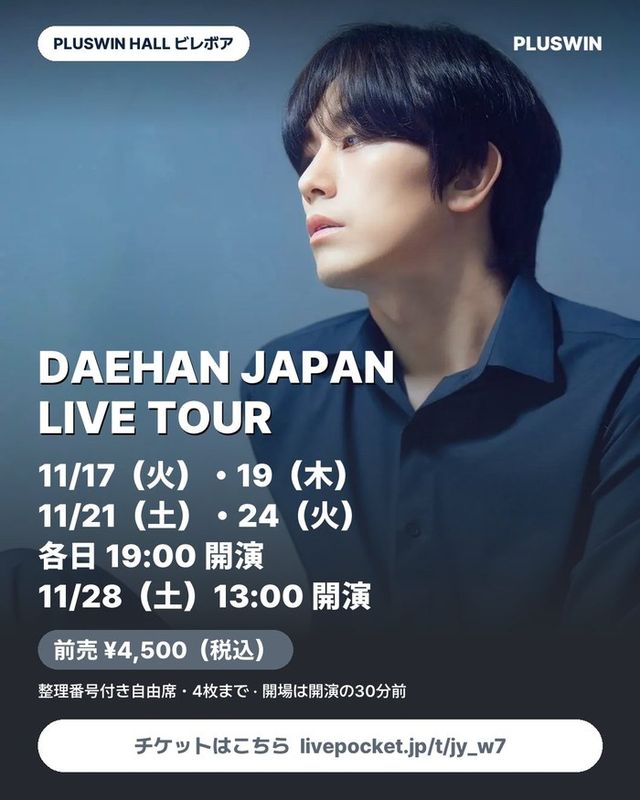 PLUSWIN HALL ビレボア
PLUSWIN
DAEHAN JAPAN
LIVE TOUR
11/17（火）・19（木）
11/21（土）・24（火）
各日 19:00 開演
11/28（土）13:00 開演
前売 ¥4,500（税込）
整理番号付き自由席・4枚まで · 開場は開演の30分前
チケットはこちら livepocket.jp/t/jy_w7